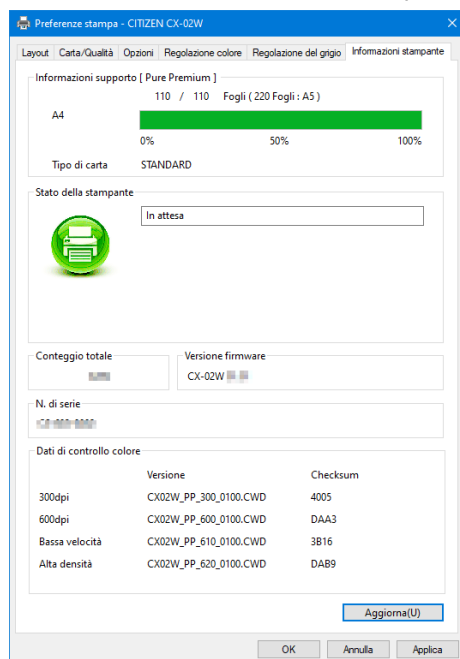 Preferenze stampa - CITIZEN CX-02W
Layout Carta/Qualità Opzioni Regolazione colore Regolazione del grigio Informazioni stampante
Informazioni supporto [ Pure Premium ]
110 / 110 Fogli ( 220 Fogli : A5 )
A4
0% 50% 100%
Tipo di carta STANDARD
Stato della stampante
In attesa
Conteggio totale Versione firmware
CX-02W
N. di serie
Dati di controllo colore
Versione Checksum
300dpi CX02W_PP_300_0100.CWD 4005
600dpi CX02W_PP_600_0100.CWD DAA3
Bassa velocità CX02W_PP_610_0100.CWD 3B16
Alta densità CX02W_PP_620_0100.CWD DAB9
Aggiorna(U)
OK Annulla Applica